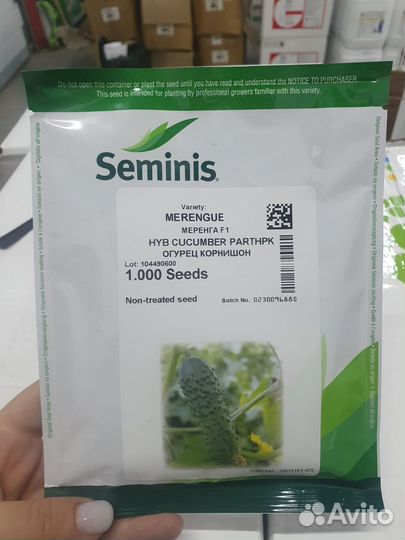 Do not open this container or plant the seed until you have read and understand the NOTICE TO PURCHASER.
This seed is intended for planting by professional growers familiar with this variety.
Seminis
Variety:
MERENGUE
МЕРЕНГА F1
HYB CUCUMBER PARTHPK
ОГУРЕЦ КОРНИШОН
Lot: 104490600
1.000 Seeds
Non-treated seed
Batch No.: 0230096880
Avito